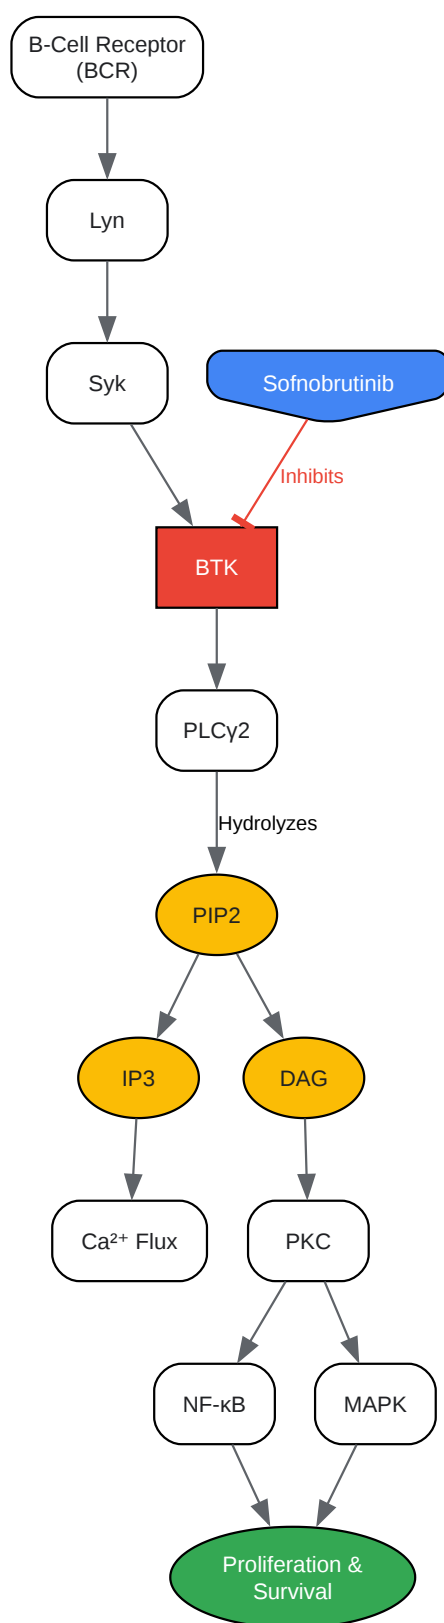 B-Cell Receptor
(BCR)
Lyn
Syk
Sofnobrutinib
Inhibits
BTK
PLCγ2
Hydrolyzes
PIP2
IP3
DAG
Ca²⁺ Flux
PKC
NF-κB
MAPK
Proliferation &
Survival